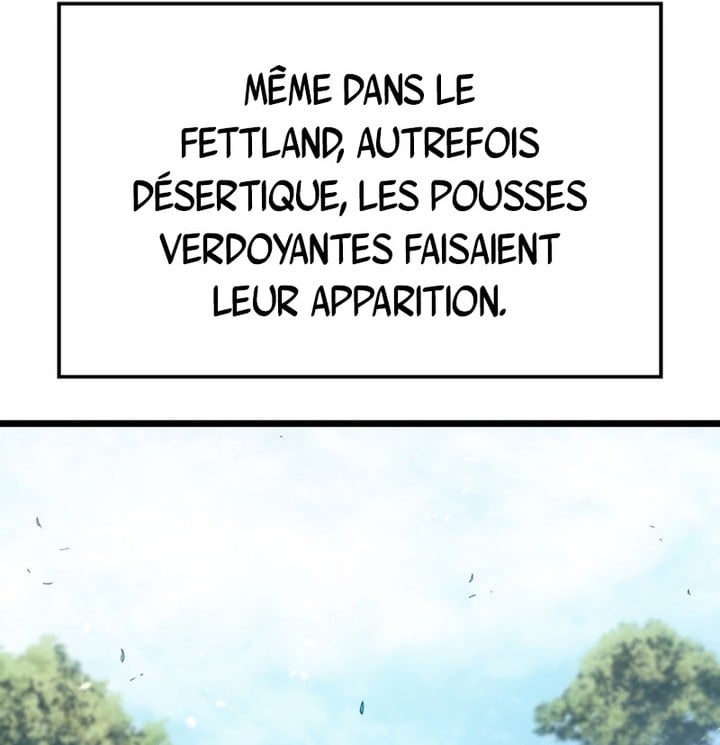 MÊME DANS LE
FETTLAND, AUTREFOIS
DÉSERTIQUE, LES POUSSES
VERDOYANTES FAISAIENT
LEUR APPARITION.